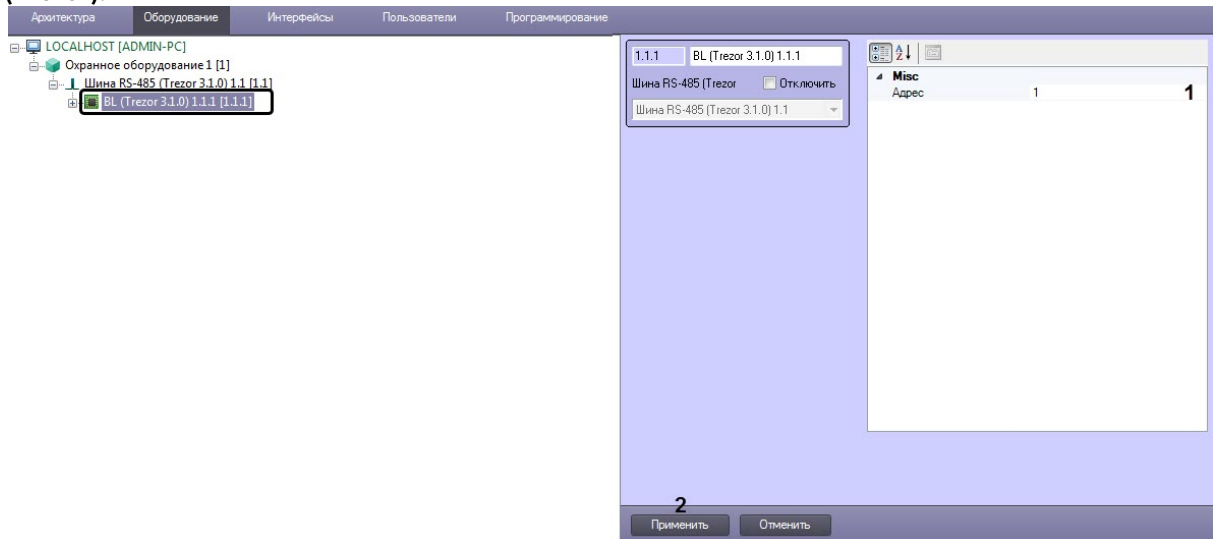 Архитектура Оборудование Интерфейсы Пользователи Программирование
LOCALHOST [ADMIN-PC]
Охранное оборудование 1 [1]
Шина RS-485 (Trezor 3.1.0) 1.1 [1.1]
BL (Trezor 3.1.0) 1.1.1 [1.1.1]
1.1.1 BL (Trezor 3.1.0) 1.1.1
Шина RS-485 (Trezor Отключить
Шина RS-485 (Trezor 3.1.0) 1.1
Misc
Адрес 1 1
2
Применить Отменить